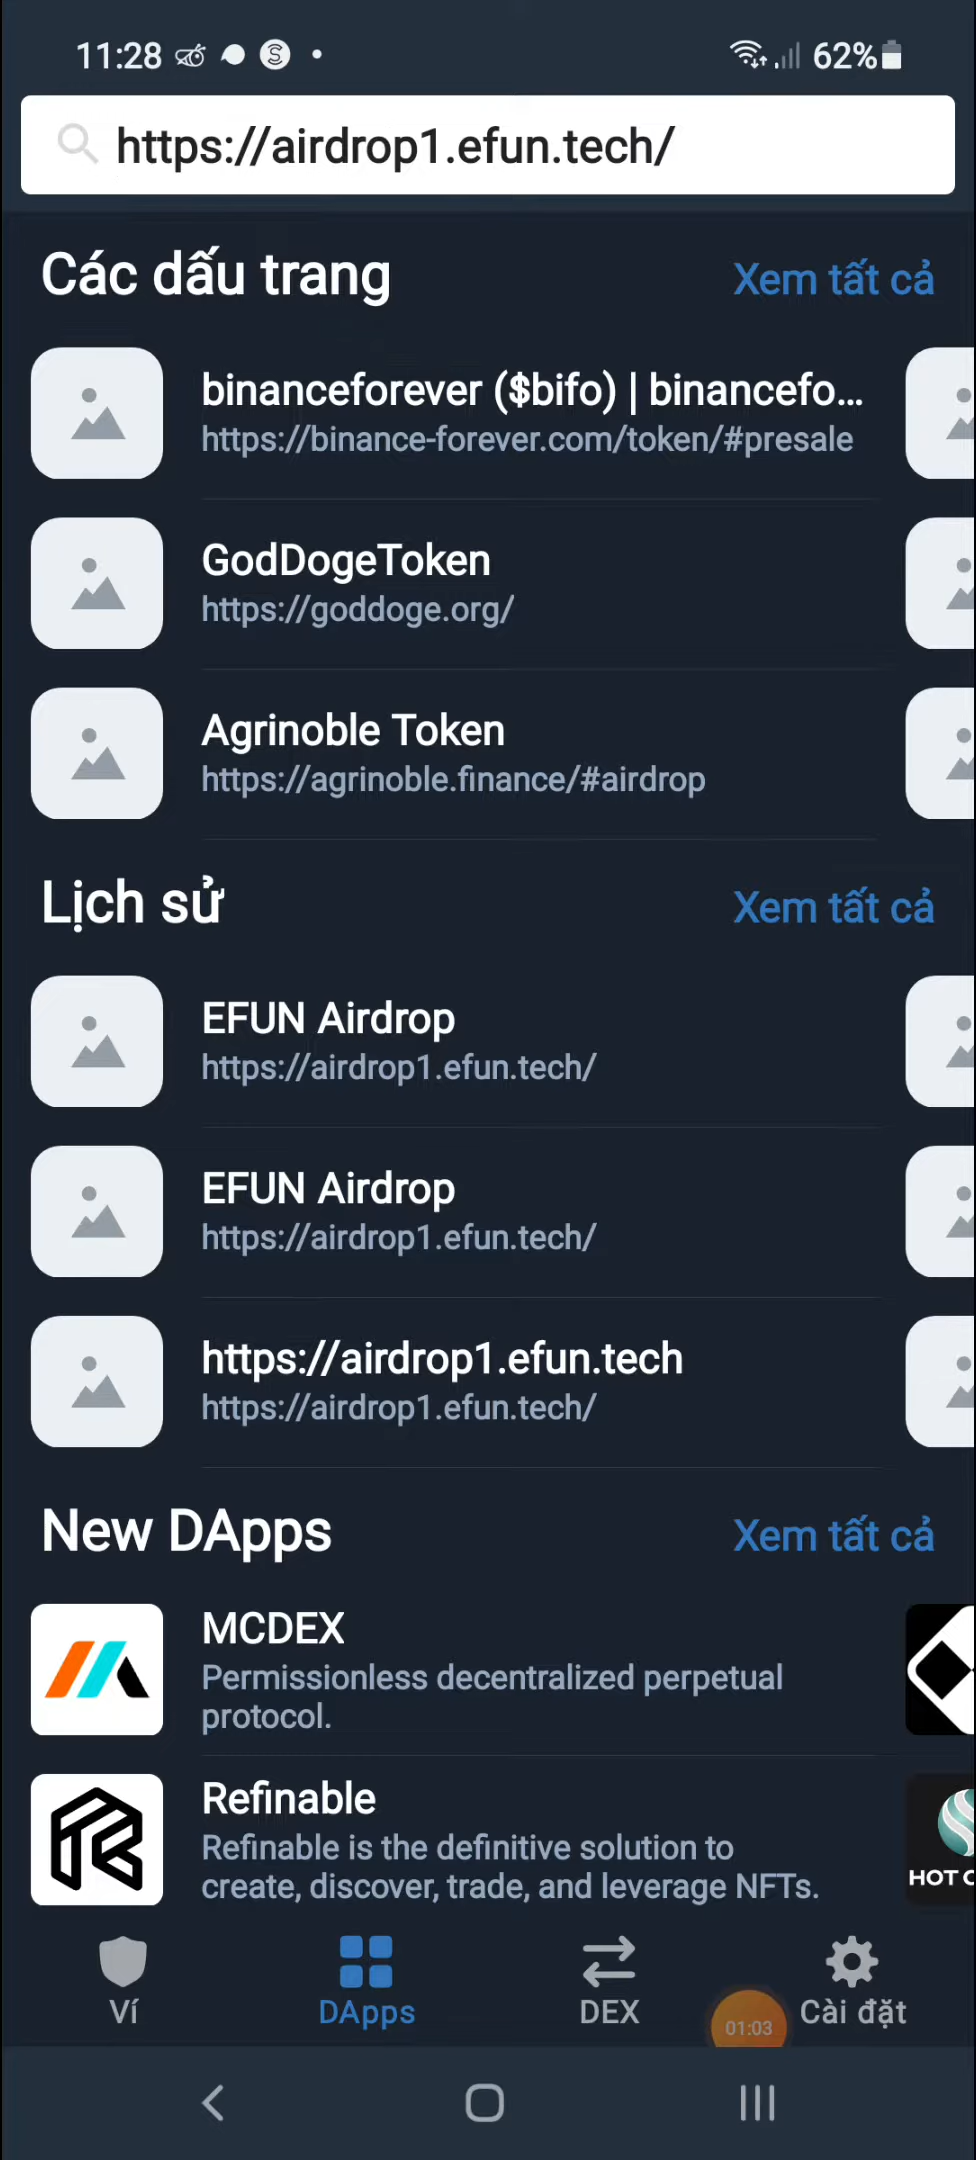 11:28
62%
https://airdrop1.efun.tech/
Các dấu trang
Xem tất cả
binanceforever ($bifo) | binancefo...
https://binance-forever.com/token/#presale
GodDogeToken
https://goddoge.org/
Agrinoble Token
https://agrinoble.finance/#airdrop
Lịch sử
Xem tất cả
EFUN Airdrop
https://airdrop1.efun.tech/
EFUN Airdrop
https://airdrop1.efun.tech/
https://airdrop1.efun.tech
https://airdrop1.efun.tech/
New DApps
Xem tất cả
MCDEX
Permissionless decentralized perpetual
protocol.
Refinable
Refinable is the definitive solution to
create, discover, trade, and leverage NFTs.
HOT
Ví
DApps
DEX
01:03
Cài đặt